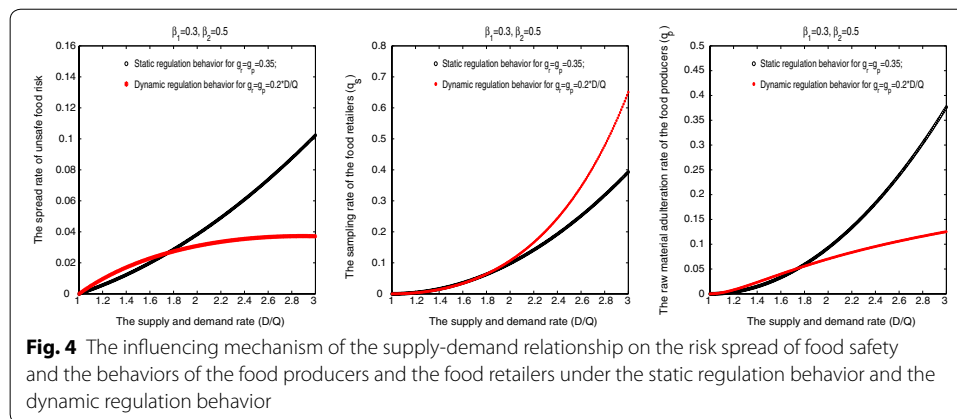 β1=0.3, β2=0.5
The spread rate of unsafe food risk
0.16
0.14
0.12
0.1
0.08
0.06
0.04
0.02
0
Static regulation behavior for gr=gp=0.35;
Dynamic regulation behavior for gr=gp=0.2*D/Q
1 1.2 1.4 1.6 1.8 2 2.2 2.4 2.6 2.8 3
The supply and demand rate (D/Q)
β1=0.3, β2=0.5
The sampling rate of the food retailers (qs)
0.8
0.7
0.6
0.5
0.4
0.3
0.2
0.1
0
Static regulation behavior for gr=gp=0.35;
Dynamic regulation behavior for gr=gp=0.2*D/Q
1 1.2 1.4 1.6 1.8 2 2.2 2.4 2.6 2.8 3
The supply and demand rate (D/Q)
β1=0.3, β2=0.5
The raw material adulteration rate of the food producers (qp)
0.5
0.45
0.4
0.35
0.3
0.25
0.2
0.15
0.1
0.05
0
Static regulation behavior for gr=gp=0.35;
Dynamic regulation behavior for gr=gp=0.2*D/Q
1 1.2 1.4 1.6 1.8 2 2.2 2.4 2.6 2.8 3
The supply and demand rate (D/Q)
Fig. 4 The influencing mechanism of the supply-demand relationship on the risk spread of food safety
and the behaviors of the food producers and the food retailers under the static regulation behavior and the
dynamic regulation behavior